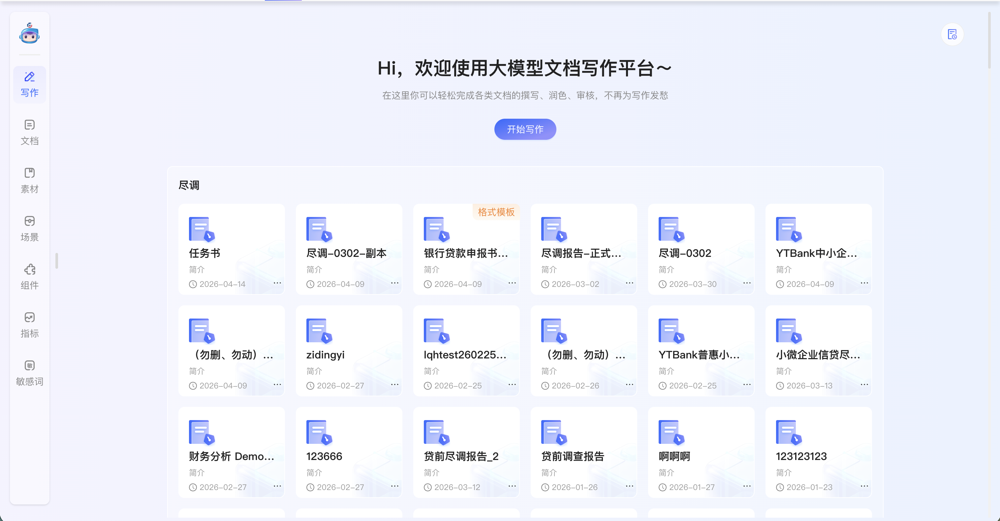 写作
文档
素材
场景
组件
指标
敏
敏感词
Hi，欢迎使用大模型文档写作平台～
在这里你可以轻松完成各类文档的撰写、润色、审核，不再为写作发愁
开始写作
尽调
任务书
简介
2026-04-14
...
尽调-0302-副本
简介
2026-04-09
...
格式模板
银行贷款申报书...
简介
2026-04-09
...
尽调报告-正式...
简介
2026-03-02
...
尽调-0302
简介
2026-03-30
...
YTBank中小企...
简介
2026-04-09
...
（勿删、勿动）...
简介
2026-04-09
...
zidingyi
简介
2026-02-27
...
lqhtest260225...
简介
2026-02-25
...
（勿删、勿动）...
简介
2026-02-26
...
YTBank普惠小...
简介
2026-02-25
...
小微企业信贷尽...
简介
2026-03-13
...
财务分析 Demo...
简介
2026-02-27
...
123666
简介
2026-02-27
...
贷前尽调报告_2
简介
2026-03-12
...
贷前调查报告
简介
2026-01-26
...
啊啊啊
简介
2026-01-27
...
123123123
简介
2026-01-23
...